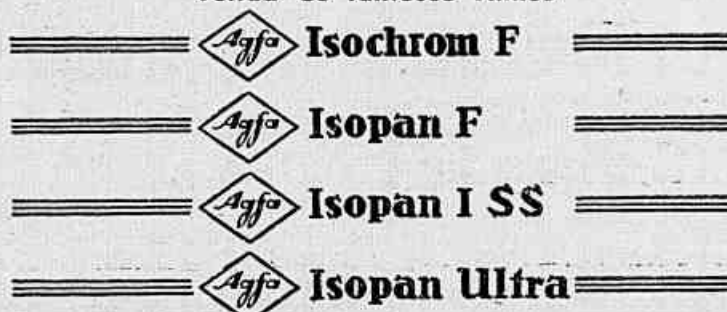 Agfa Isochrom F
Agfa Isopan F
Agfa Isopan I SS
Agfa Isopan Ultra